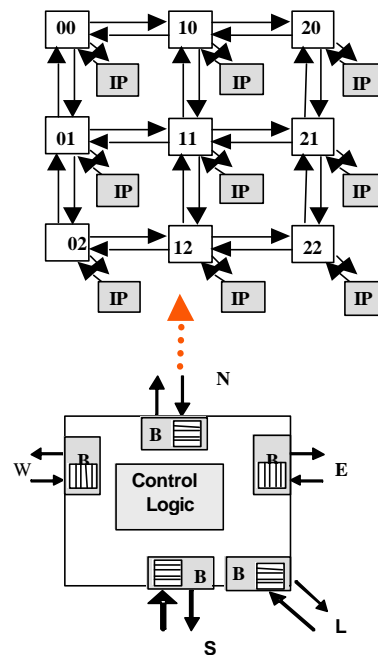 00 10 20
IP IP IP
01 11 21
IP IP IP
02 12 22
IP IP IP
N
B
W B B E
Control
Logic
B B
L
S